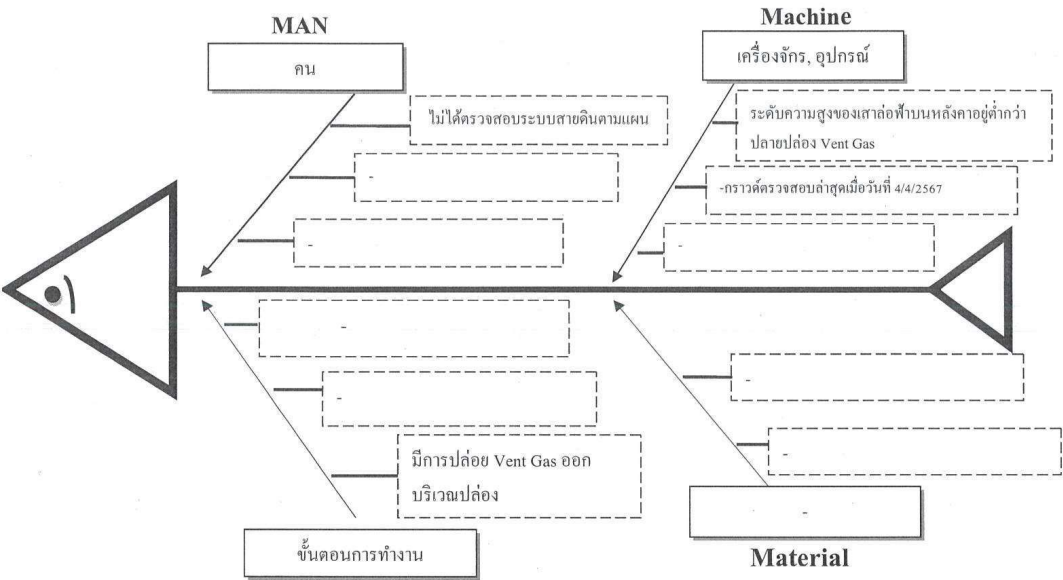 MAN
คน
ไม่ได้ตรวจสอบระบบสายดินตามแผน
-
-
Machine
เครื่องจักร, อุปกรณ์
ระดับความสูงของเสาล่อฟ้าบนหลังคาอยู่ต่ำกว่า
ปลายปล่อง Vent Gas
-กราวด์ตรวจสอบล่าสุดเมื่อวันที่ 4/4/2567
-
-
-
มีการปล่อย Vent Gas ออก
บริเวณปล่อง
ขั้นตอนการทำงาน
-
-
-
Material